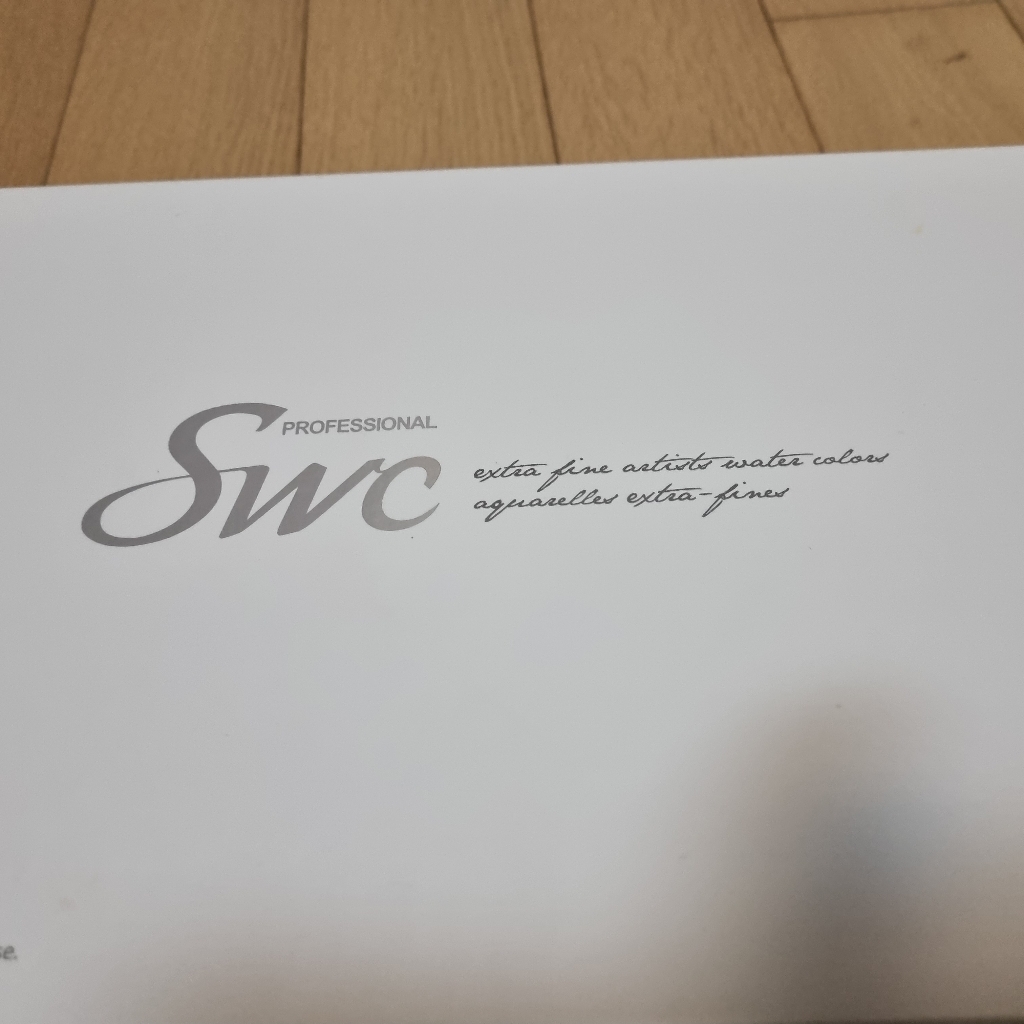 PROFESSIONAL
Swc
extra fine artists water colors
aquarelles extra-fines